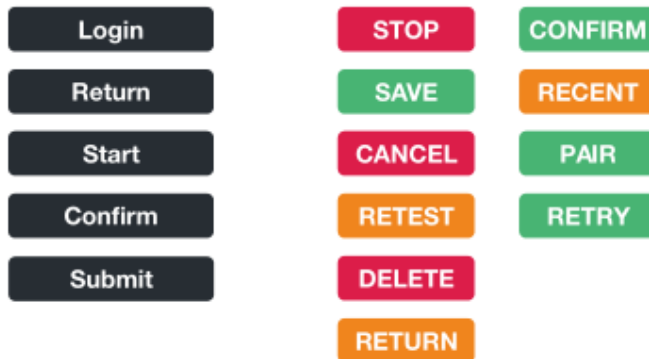 Login
Return
Start
Confirm
Submit
STOP
SAVE
CANCEL
RETEST
DELETE
RETURN
CONFIRM
RECENT
PAIR
RETRY